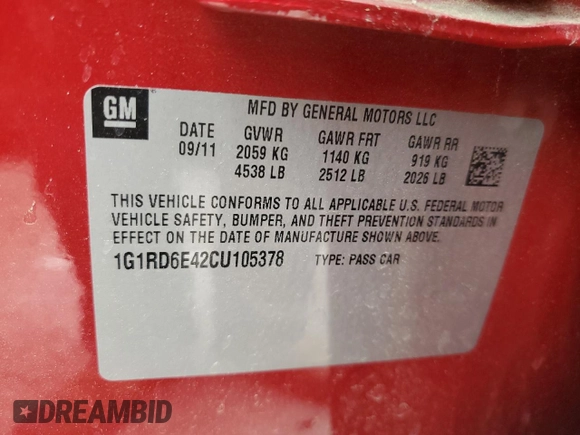 GM
MFD BY GENERAL MOTORS LLC
DATE GVWR GAWR FRT GAWR RR
09/11 2059 KG 1140 KG 919 KG
4538 LB 2512 LB 2026 LB
THIS VEHICLE CONFORMS TO ALL APPLICABLE U.S. FEDERAL MOTOR
VEHICLE SAFETY, BUMPER, AND THEFT PREVENTION STANDARDS IN
EFFECT ON THE DATE OF MANUFACTURE SHOWN ABOVE.
1G1RD6E42CU105378 TYPE: PASS CAR
DREAMBID